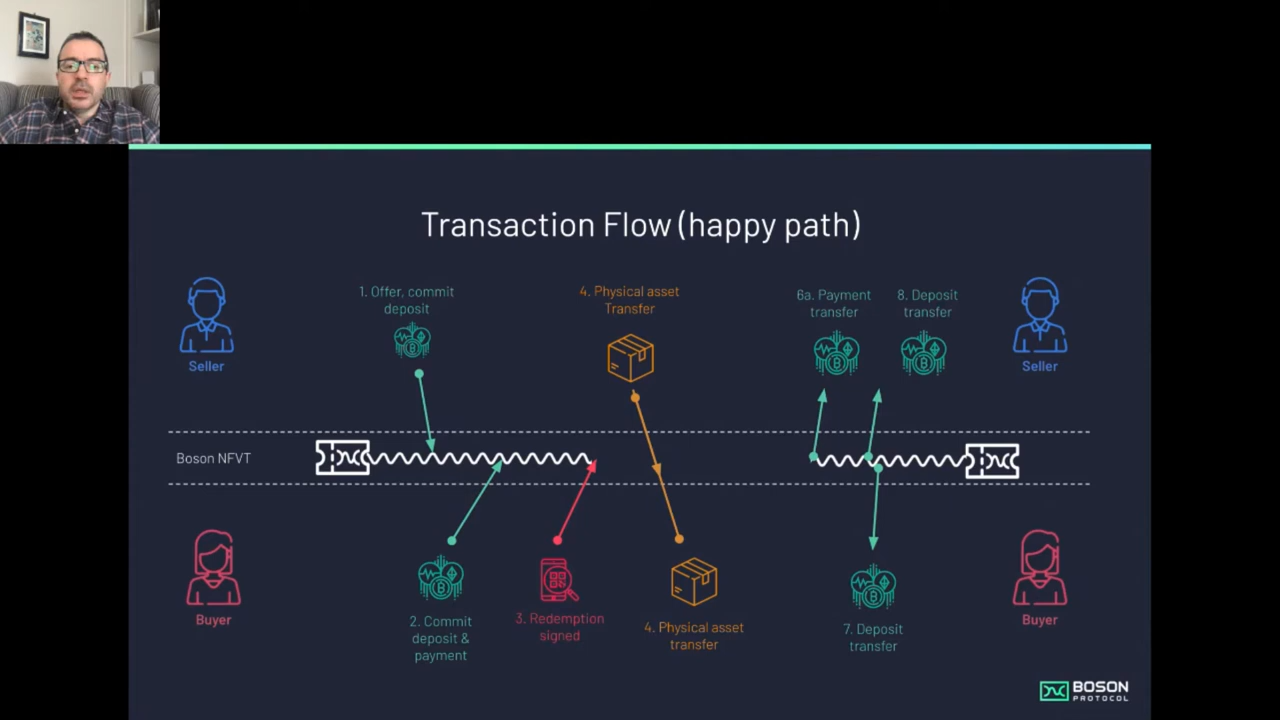 Transaction Flow (happy path)
1. Offer, commit
deposit
4. Physical asset
Transfer
6a. Payment
transfer
8. Deposit
transfer
Seller
Seller
Boson NFVT
Buyer
2. Commit
deposit &
payment
3. Redemption
signed
4. Physical asset
transfer
7. Deposit
transfer
Buyer
BOSON
PROTOCOL